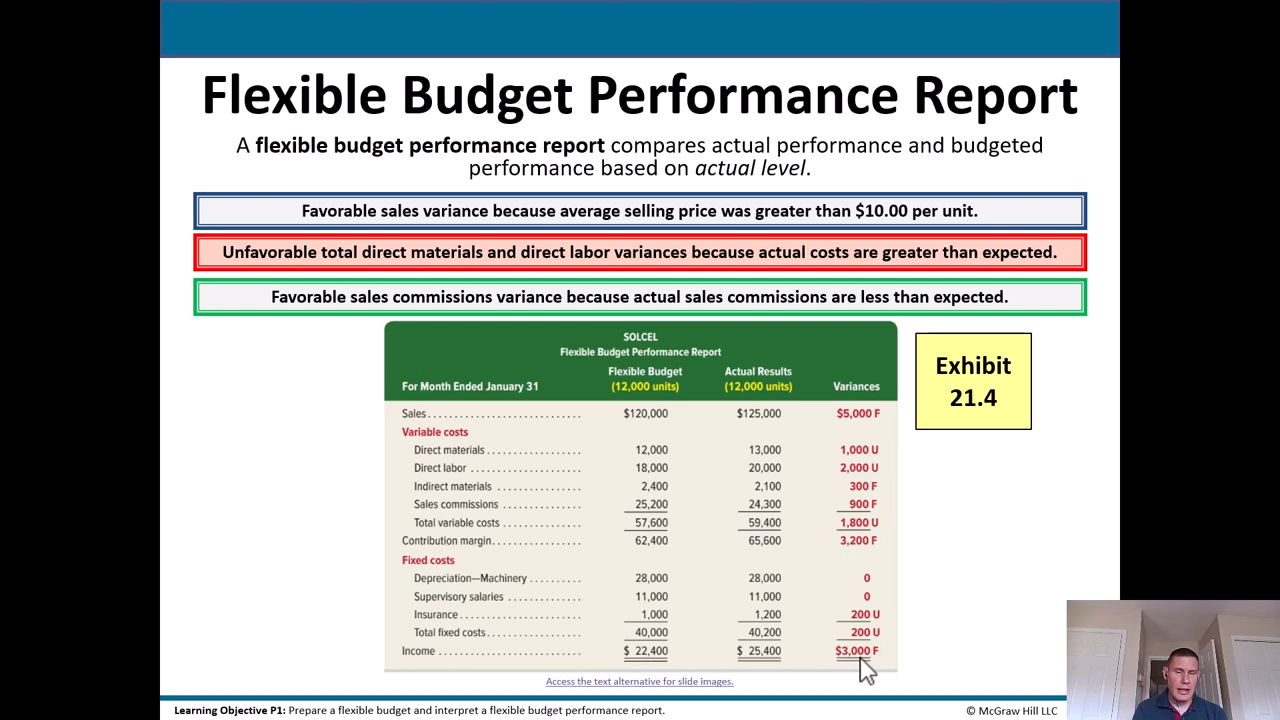 Flexible Budget Performance Report
A flexible budget performance report compares actual performance and budgeted
performance based on actual level.
Favorable sales variance because average selling price was greater than $10.00 per unit.
Unfavorable total direct materials and direct labor variances because actual costs are greater than expected.
Favorable sales commissions variance because actual sales commissions are less than expected.
SOLCEL
Flexible Budget Performance Report
Flexible Budget Actual Results
For Month Ended January 31 (12,000 units) (12,000 units) Variances
Sales . . . . . . . . . . . . . . . . . . . . . . . . . . . . $120,000 $125,000 $5,000 F
Variable costs
Direct materials . . . . . . . . . . . . . . . . . 12,000 13,000 1,000 U
Direct labor . . . . . . . . . . . . . . . . . . . . 18,000 20,000 2,000 U
Indirect materials . . . . . . . . . . . . . . . 2,400 2,100 300 F
Sales commissions . . . . . . . . . . . . . . 25,200 24,300 900 F
Total variable costs . . . . . . . . . . . . . . 57,600 59,400 1,800 U
Contribution margin. . . . . . . . . . . . . . . . 62,400 65,600 3,200 F
Fixed costs
Depreciation—Machinery . . . . . . . . . 28,000 28,000 0
Supervisory salaries . . . . . . . . . . . . . 11,000 11,000 0
Insurance . . . . . . . . . . . . . . . . . . . . . . 1,000 1,200 200 U
Total fixed costs. . . . . . . . . . . . . . . . . 40,000 40,200 200 U
Income . . . . . . . . . . . . . . . . . . . . . . . . . . $ 22,400 $ 25,400 $3,000 F
Exhibit
21.4
Access the text alternative for slide images.
Learning Objective P1: Prepare a flexible budget and interpret a flexible budget performance report. © McGraw Hill LLC